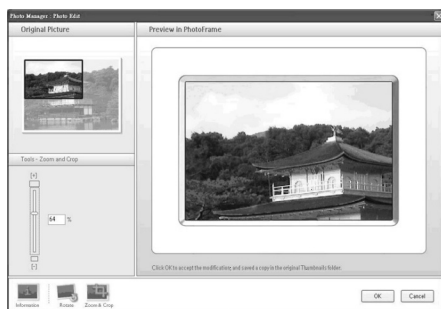 Photo Manager : Photo Edit
Original Picture
Preview in PhotoFrame
Tools - Zoom and Crop
[+]
64 %
[-]
Click OK to accept the modification, and saved a copy in the original Thumbnails folder.
Information
Rotate
Zoom & Crop
OK
Cancel